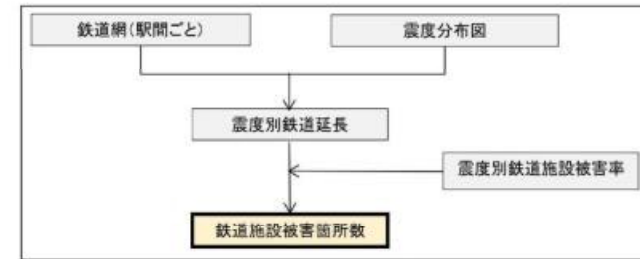 鉄道網(駅間ごと)
震度分布図
震度別鉄道延長
震度別鉄道施設被害率
鉄道施設被害箇所数